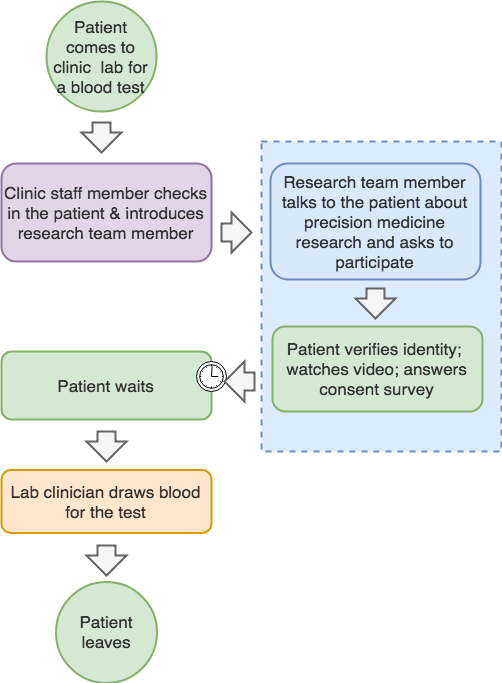 Patient
comes to
clinic lab for
a blood test
Clinic staff member checks
in the patient & introduces
research team member
Research team member
talks to the patient about
precision medicine
research and asks to
participate
Patient verifies identity;
watches video; answers
consent survey
Patient waits
Lab clinician draws blood
for the test
Patient
leaves